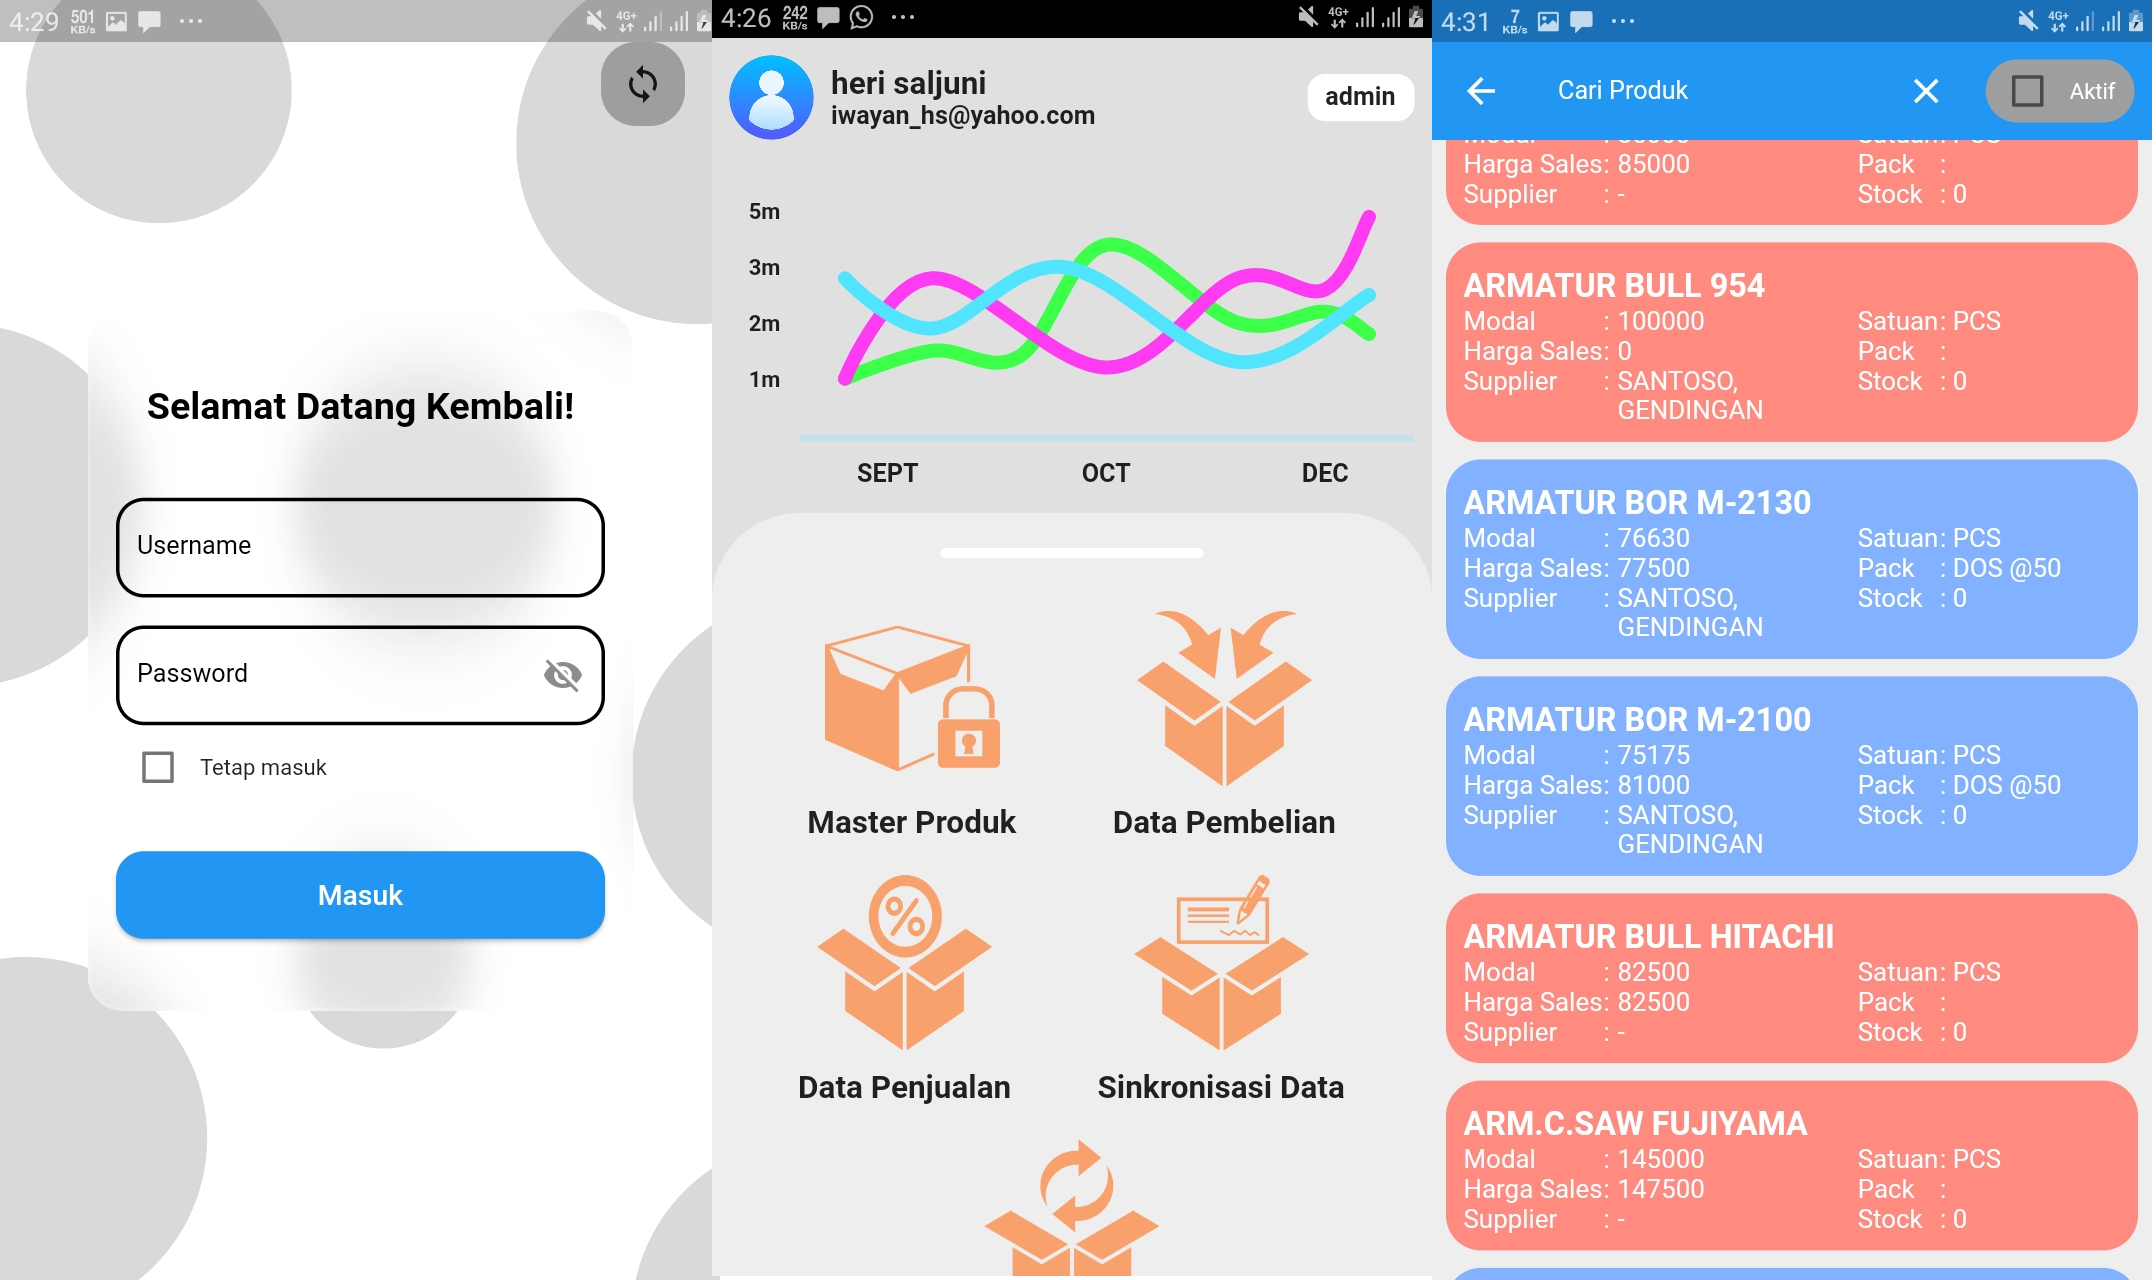 4:29 501 KB/s 4G+
Selamat Datang Kembali!
Username
Password
Tetap masuk
Masuk
4:26 242 KB/s 4G+
heri saljuni
iwayan_hs@yahoo.com
admin
5m
3m
2m
1m
SEPT OCT DEC
Master Produk Data Pembelian
Data Penjualan Sinkronisasi Data
4:31 7 KB/s 4G+
Cari Produk Aktif
Harga Sales: 85000 Pack :
Supplier : - Stock : 0
ARMATUR BULL 954
Modal : 100000 Satuan: PCS
Harga Sales: 0 Pack :
Supplier : SANTOSO, Stock : 0
GENDINGAN
ARMATUR BOR M-2130
Modal : 76630 Satuan: PCS
Harga Sales: 77500 Pack : DOS @50
Supplier : SANTOSO, Stock : 0
GENDINGAN
ARMATUR BOR M-2100
Modal : 75175 Satuan: PCS
Harga Sales: 81000 Pack : DOS @50
Supplier : SANTOSO, Stock : 0
GENDINGAN
ARMATUR BULL HITACHI
Modal : 82500 Satuan: PCS
Harga Sales: 82500 Pack :
Supplier : - Stock : 0
ARM.C.SAW FUJIYAMA
Modal : 145000 Satuan: PCS
Harga Sales: 147500 Pack :
Supplier : - Stock : 0